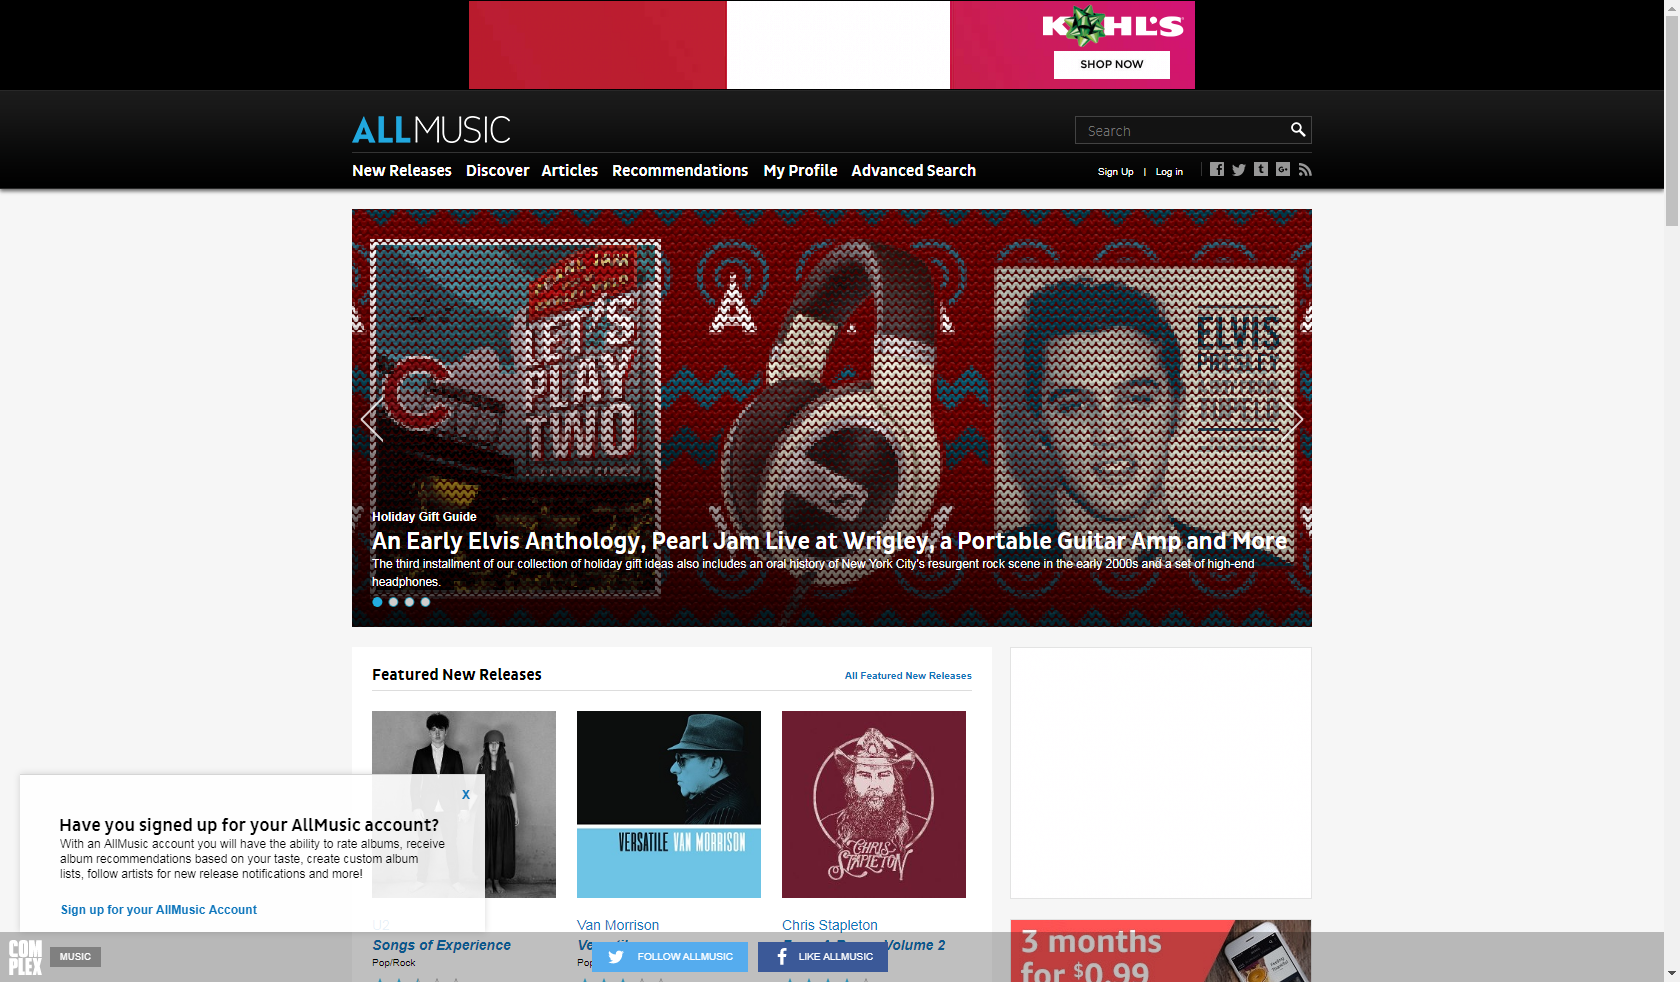 KOHL'S
SHOP NOW
ALLMUSIC
Search
New Releases Discover Articles Recommendations My Profile Advanced Search
Sign Up | Log in
LET'S
PLAY
TWO
ELVIS
PRESLEY
Holiday Gift Guide
An Early Elvis Anthology, Pearl Jam Live at Wrigley, a Portable Guitar Amp and More
The third installment of our collection of holiday gift ideas also includes an oral history of New York City's resurgent rock scene in the early 2000s and a set of high-end
headphones.
Featured New Releases
All Featured New Releases
VERSATILE VAN MORRISON
CHRIS
STAPLETON
X
Have you signed up for your AllMusic account?
With an AllMusic account you will have the ability to rate albums, receive
album recommendations based on your taste, create custom album
lists, follow artists for new release notifications and more!
Sign up for your AllMusic Account
U2
Songs of Experience
Pop/Rock
Van Morrison
Chris Stapleton
Volume 2
3 months
for $0.99
COMPLEX
MUSIC
FOLLOW ALLMUSIC
LIKE ALLMUSIC